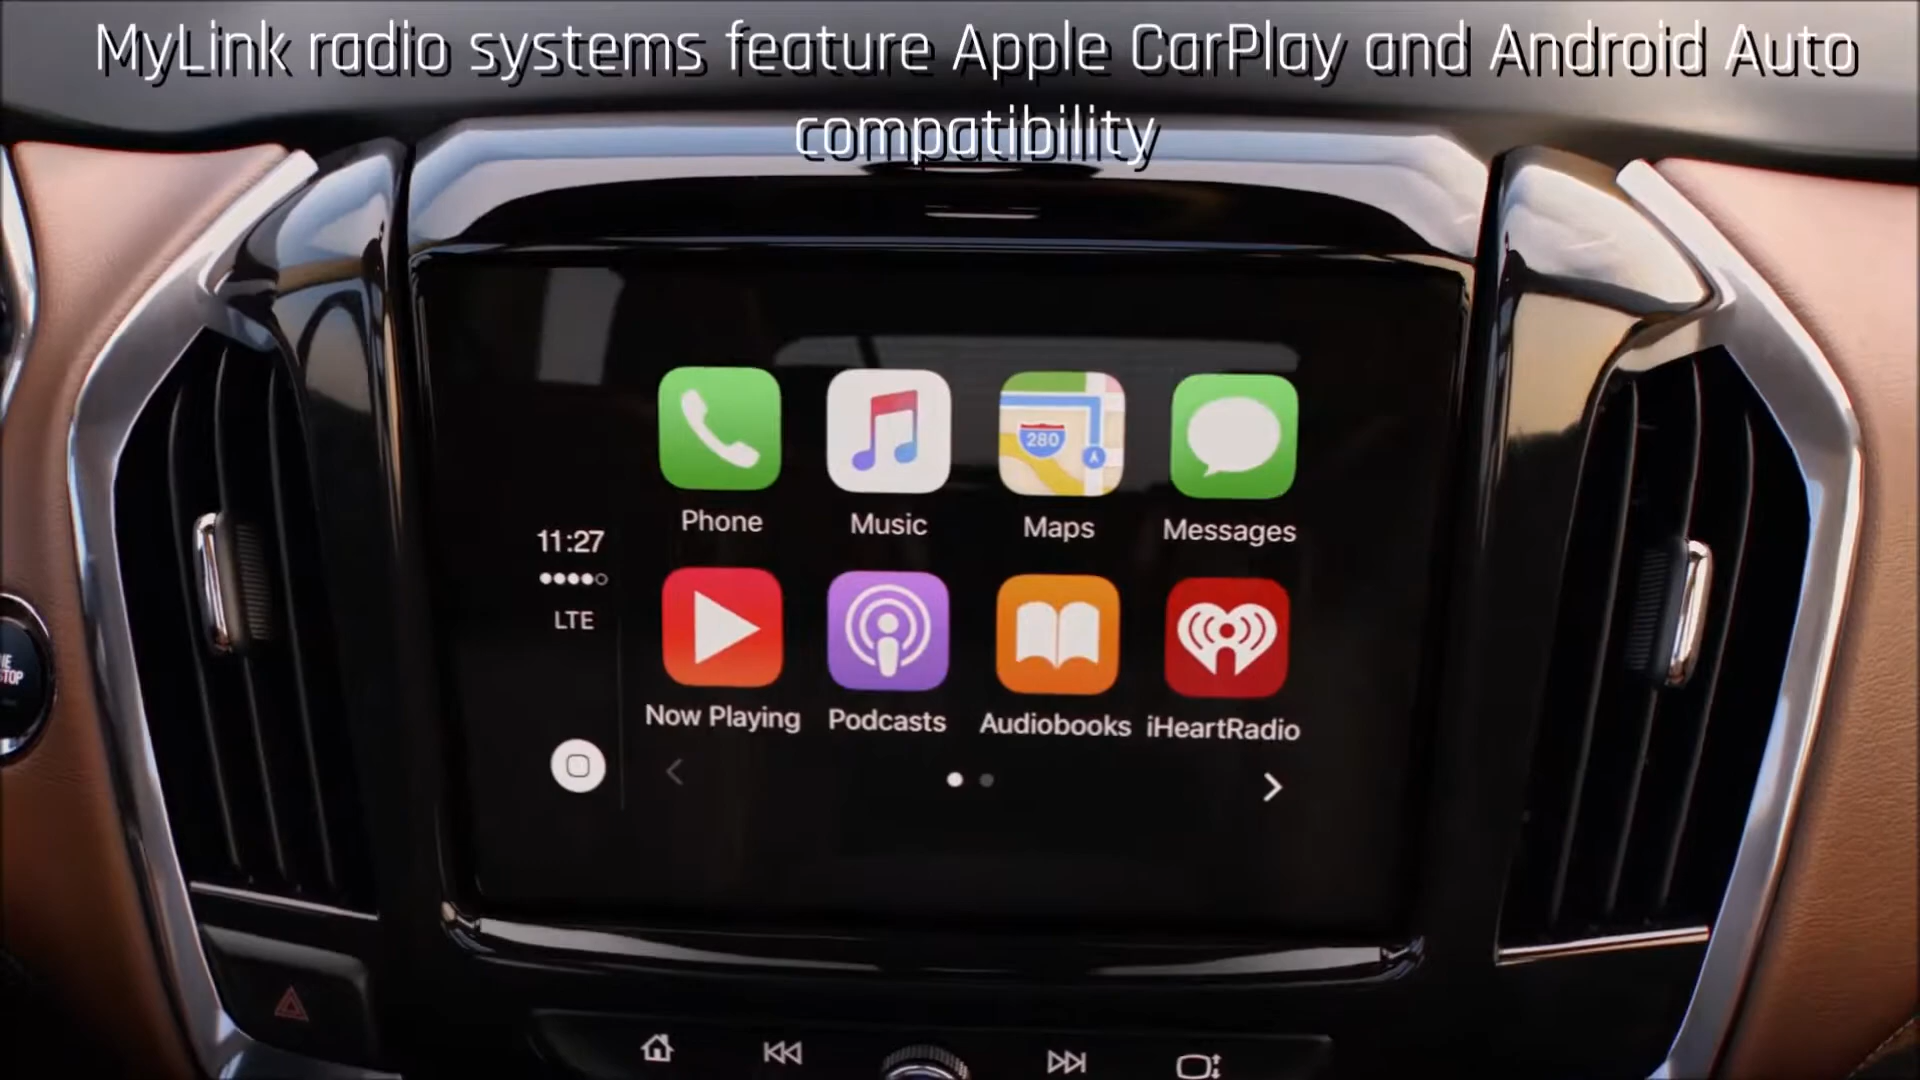 MyLink radio systems feature Apple CarPlay and Android Auto
compatibility
280
Phone
Music
Maps
Messages
11:27
LTE
Now Playing
Podcasts
Audiobooks
iHeartRadio